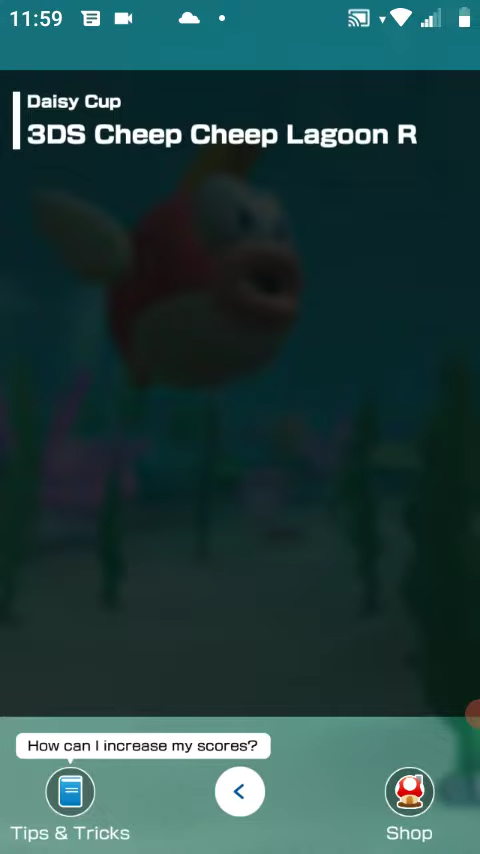 11:59
Daisy Cup
3DS Cheep Cheep Lagoon R
How can I increase my scores?
Tips & Tricks
Shop